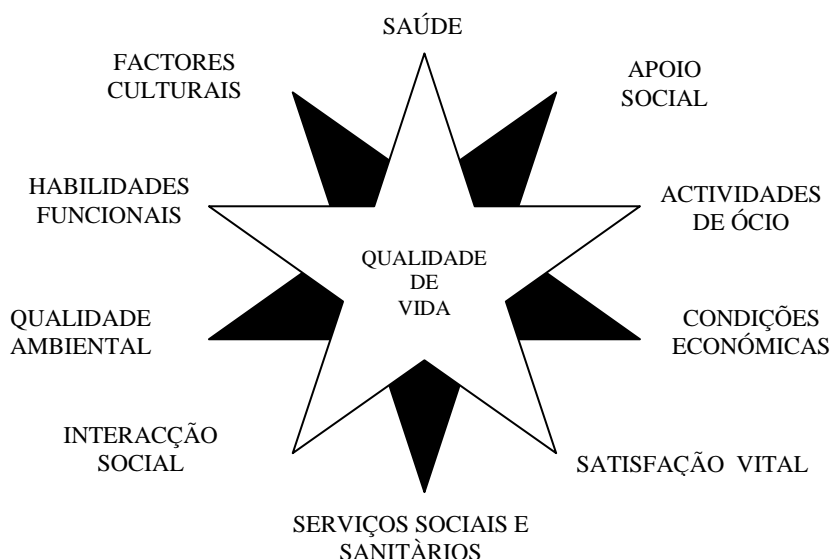 SAÚDE
FACTORES
CULTURAIS
APOIO
SOCIAL
HABILIDADES
FUNCIONAIS
ACTIVIDADES
DE ÓCIO
QUALIDADE
DE
VIDA
QUALIDADE
AMBIENTAL
CONDIÇÕES
ECONÓMICAS
INTERACÇÃO
SOCIAL
SATISFAÇÃO VITAL
SERVIÇOS SOCIAIS E
SANITÀRIOS